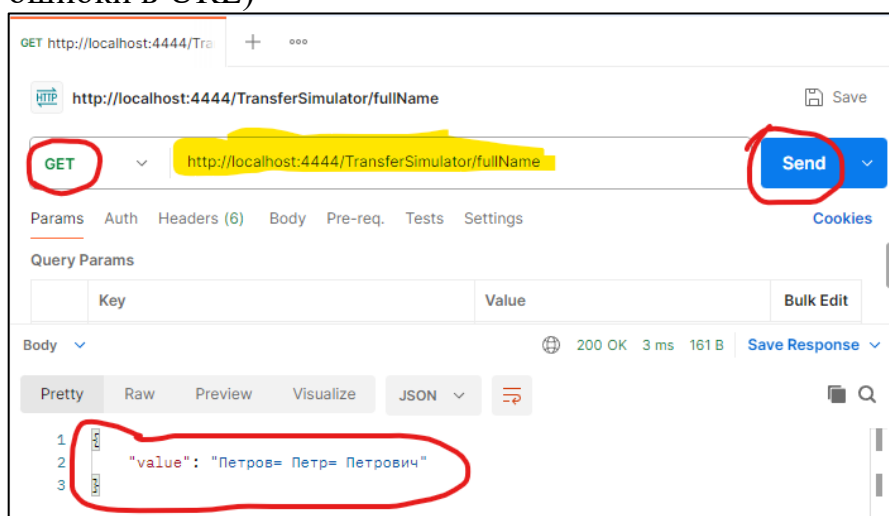 GET http://localhost:4444/Tra
HTTP http://localhost:4444/TransferSimulator/fullName Save
GET http://localhost:4444/TransferSimulator/fullName Send
Params Auth Headers (6) Body Pre-req. Tests Settings Cookies
Query Params
Key Value Bulk Edit
Body 200 OK 3 ms 161 B Save Response
Pretty Raw Preview Visualize JSON
1 {
2 "value": "Петров= Петр= Петрович"
3 }